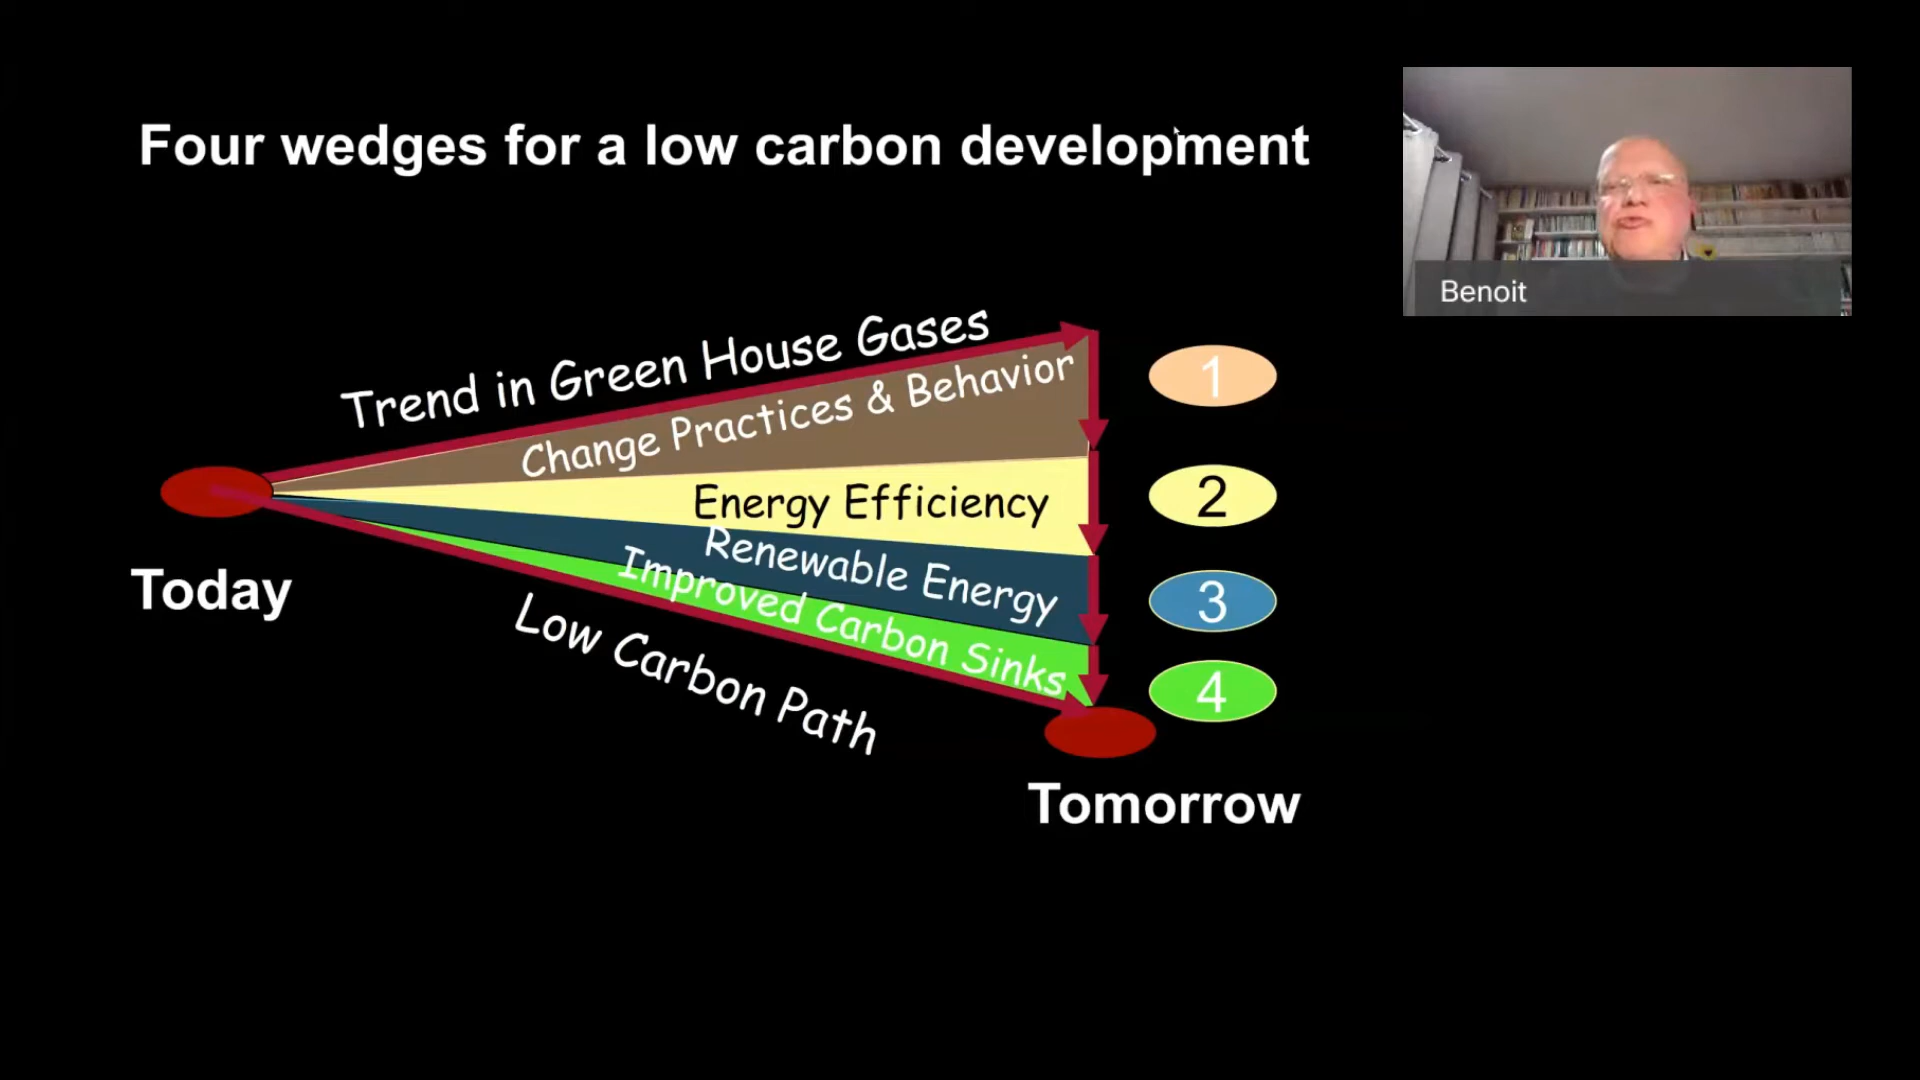 Four wedges for a low carbon development
Benoit
Trend in Green House Gases
Change Practices & Behavior
1
Energy Efficiency
2
Renewable Energy
3
Improved Carbon Sinks
4
Low Carbon Path
Today
Tomorrow